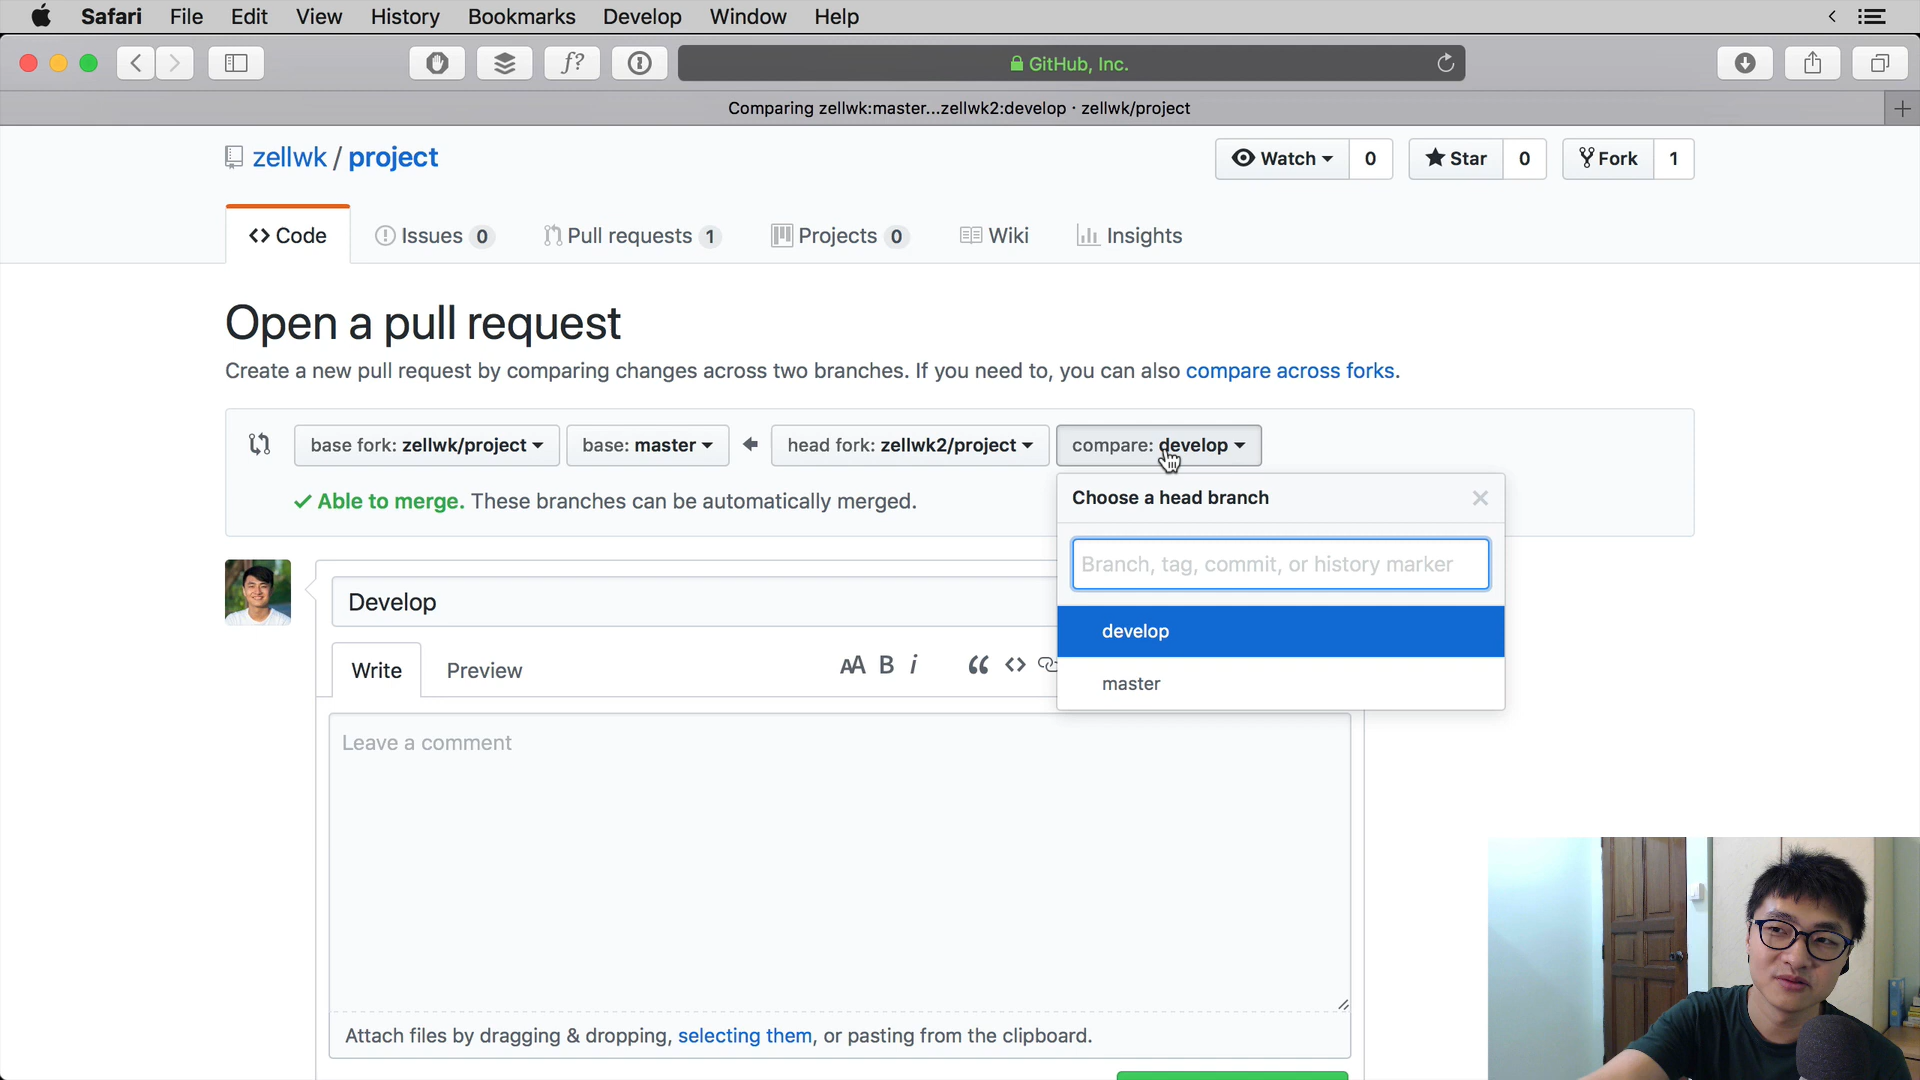 Safari File Edit View History Bookmarks Develop Window Help
f? GitHub, Inc.
Comparing zellwk:master...zellwk2:develop · zellwk/project
zellwk / project
Watch 0 Star 0 Fork 1
Code Issues 0 Pull requests 1 Projects 0 Wiki Insights
Open a pull request
Create a new pull request by comparing changes across two branches. If you need to, you can also compare across forks.
base fork: zellwk/project base: master head fork: zellwk2/project compare: develop
Able to merge. These branches can be automatically merged.
Choose a head branch
Branch, tag, commit, or history marker
develop
master
Develop
Write Preview AA B i “ <>
Leave a comment
Attach files by dragging & dropping, selecting them, or pasting from the clipboard.